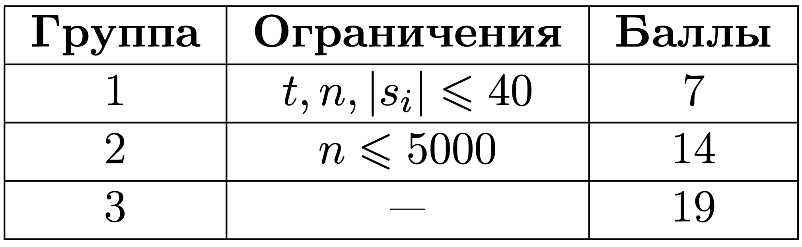 Группа Ограничения Баллы
1 t, n, |s_i| ⩽ 40 7
2 n ⩽ 5000 14
3 — 19